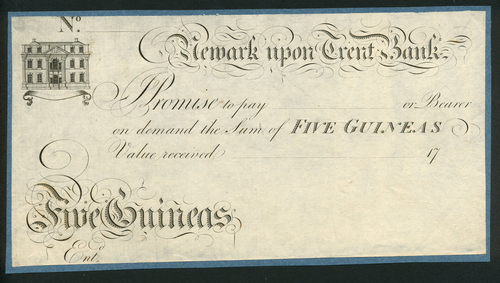 No.
Newark upon Trent Bank.
I Promise to pay or Bearer
on demand the Sum of FIVE GUINEAS
Value received 17
Five Guineas
Entd.